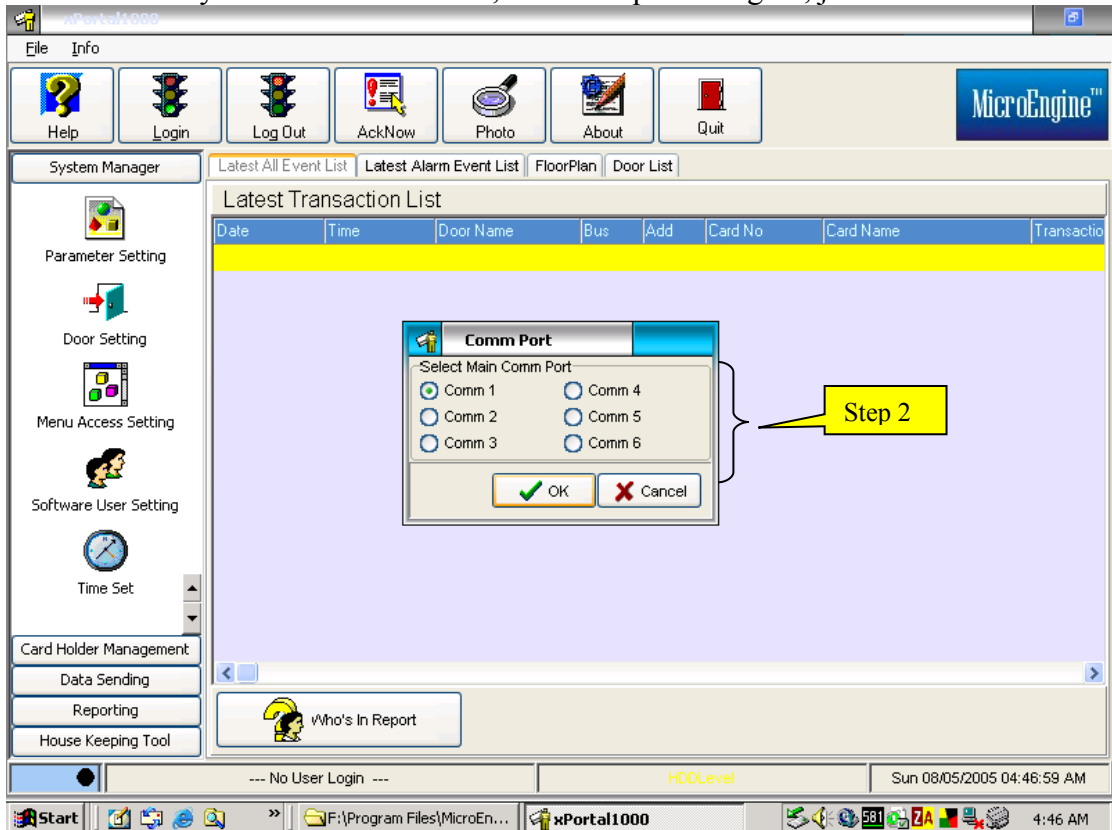 xPortal1000
File Info
Help Login Log Out AckNow Photo About Quit
MicroEngine™
System Manager
Parameter Setting
Door Setting
Menu Access Setting
Software User Setting
Time Set
Card Holder Management
Data Sending
Reporting
House Keeping Tool
Latest All Event List Latest Alarm Event List FloorPlan Door List
Latest Transaction List
Date Time Door Name Bus Add Card No Card Name Transactio
Comm Port
Select Main Comm Port
Comm 1 Comm 4
Comm 2 Comm 5
Comm 3 Comm 6
OK Cancel
Step 2
Who's In Report
--- No User Login --- HDDLevel Sun 08/05/2005 04:46:59 AM
Start » F:\Program Files\MicroEn... xPortal1000 581 ZA 4:46 AM